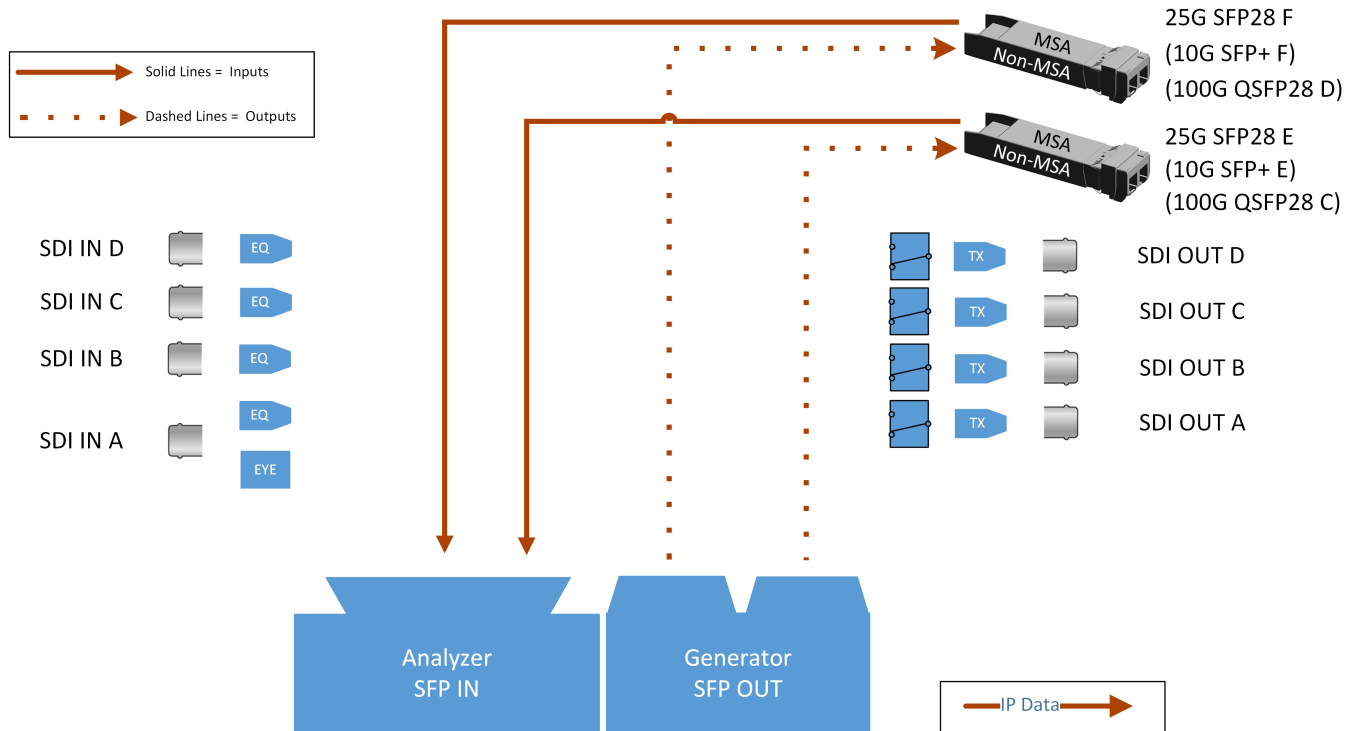 25G SFP28 F
(10G SFP+ F)
(100G QSFP28 D)
MSA
Non-MSA
Solid Lines = Inputs
Dashed Lines = Outputs
25G SFP28 E
(10G SFP+ E)
(100G QSFP28 C)
MSA
Non-MSA
SDI IN D
EQ
TX
SDI OUT D
SDI IN C
EQ
TX
SDI OUT C
SDI IN B
EQ
TX
SDI OUT B
SDI IN A
EQ
EYE
TX
SDI OUT A
Analyzer
SFP IN
Generator
SFP OUT
IP Data